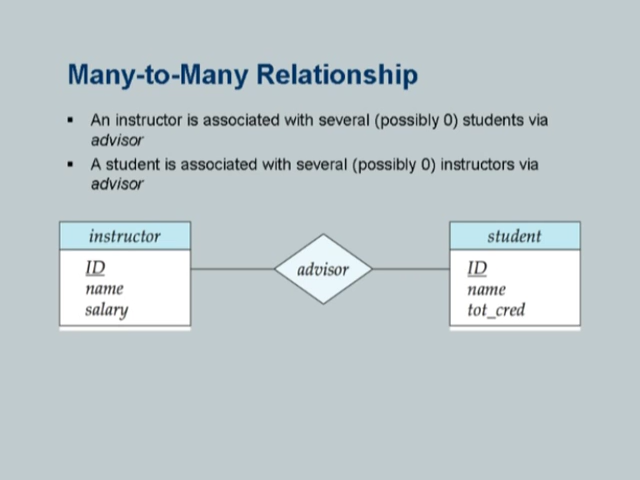 Many-to-Many Relationship
▪ An instructor is associated with several (possibly 0) students via
advisor
▪ A student is associated with several (possibly 0) instructors via
advisor
instructor
ID
name
salary
advisor
student
ID
name
tot_cred